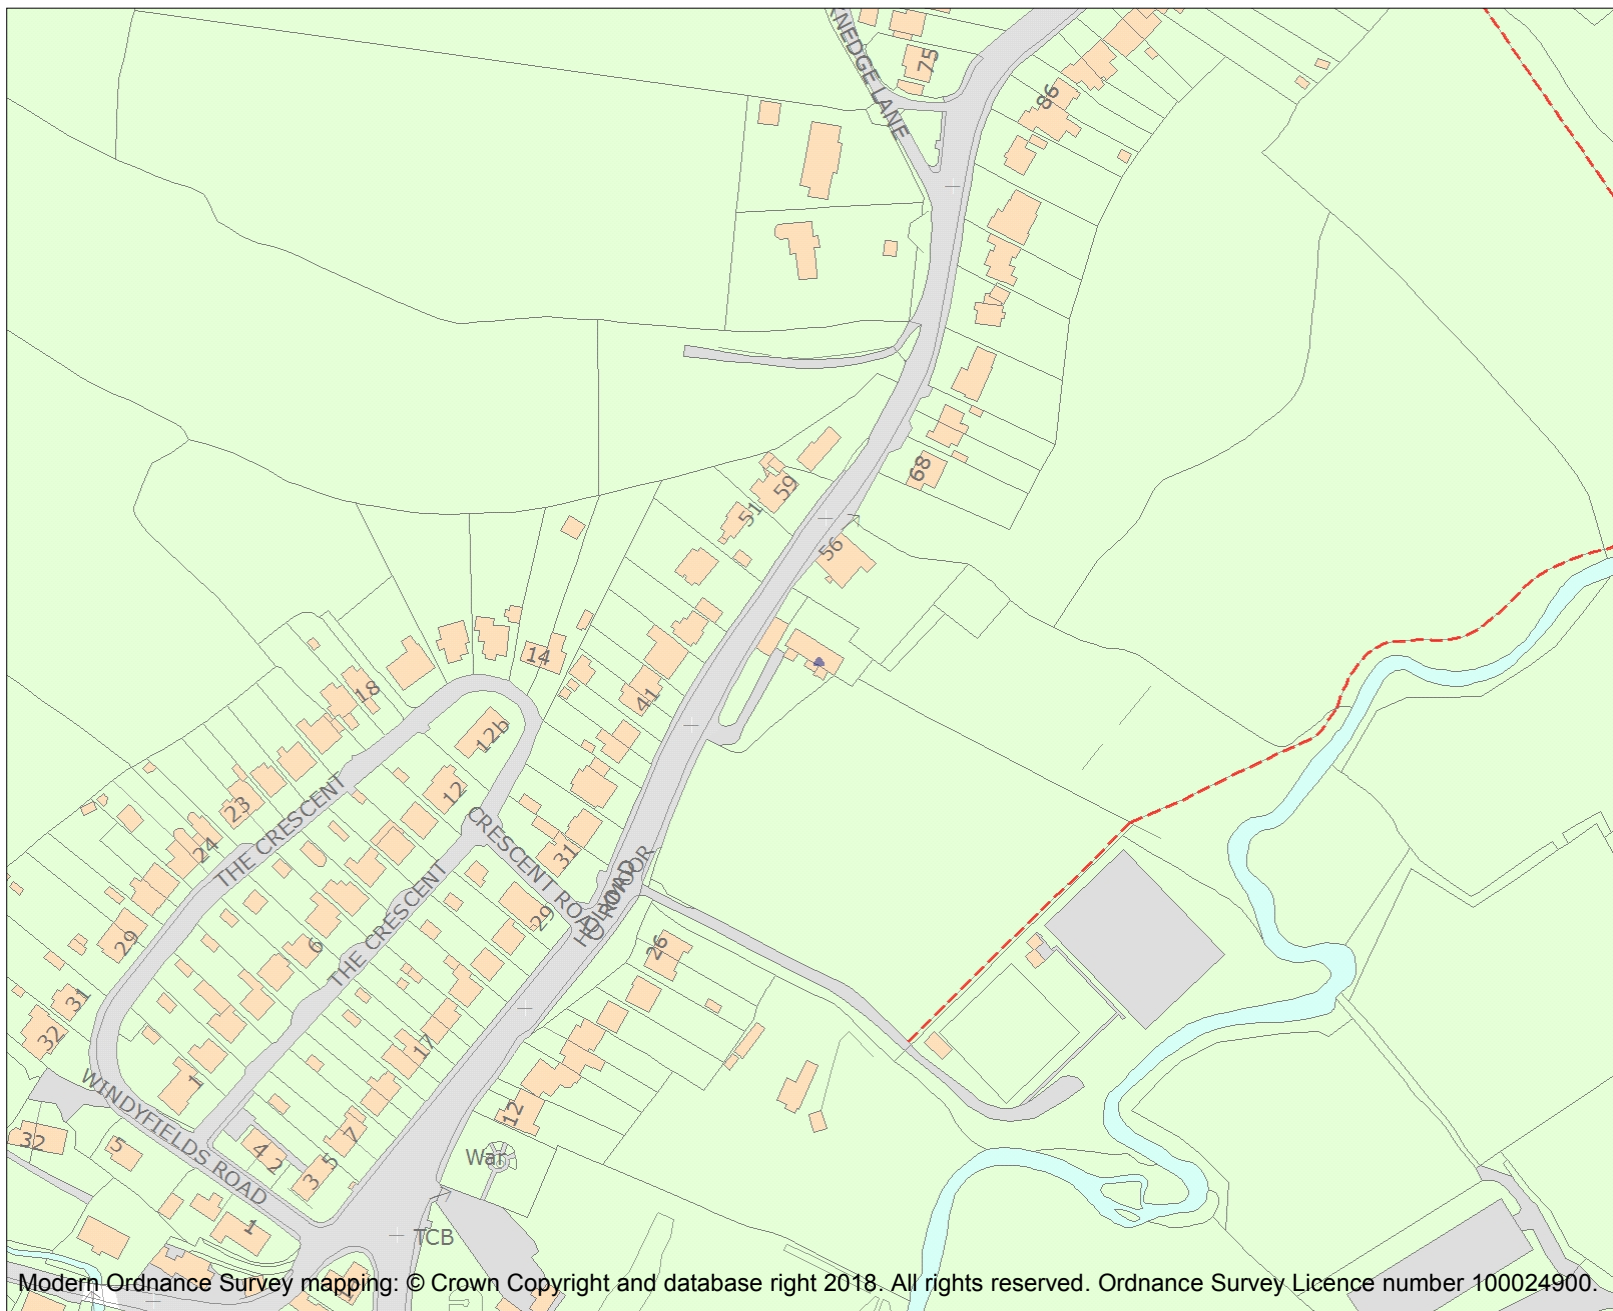 NEDGE LANE
75
86
68
59
51
56
14
18
41
12b
12
23
THE CRESCENT
24
CRESCENT ROAD
31
HOLMOOR
ROAD
29
THE CRESCENT
6
29
26
31
32
17
1
WINDYFIELDS ROAD
12
7
32
5
4 2
3 5
War
1
TCB
Modern Ordnance Survey mapping: © Crown Copyright and database right 2018. All rights reserved. Ordnance Survey Licence number 100024900.